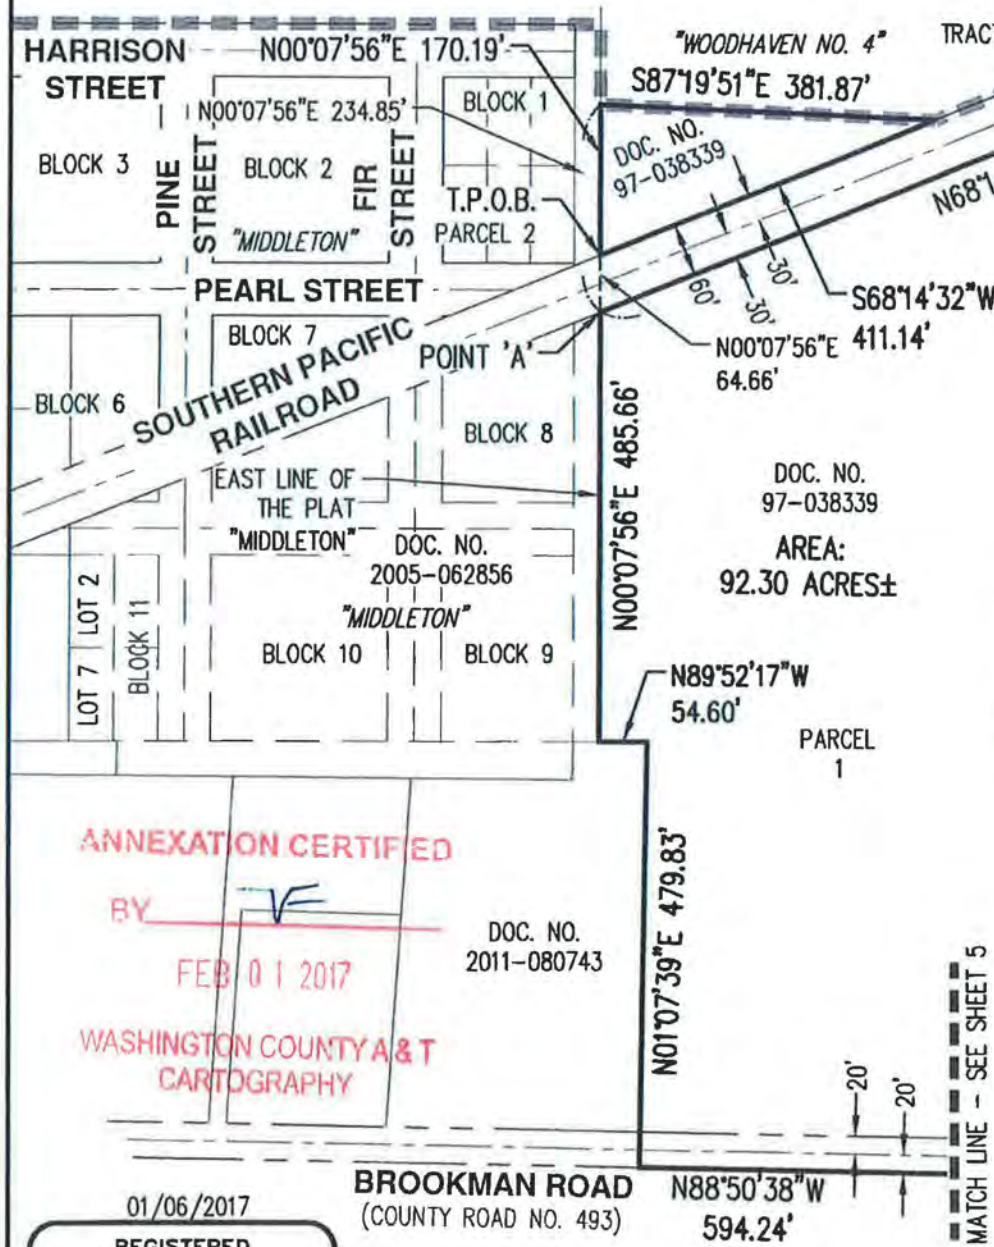 HARRISON
STREET
N00°07'56"E 170.19'
"WOODHAVEN NO. 4"
S87°19'51"E 381.87'
N00°07'56"E 234.85'
BLOCK 1
BLOCK 3
PINE
STREET
BLOCK 2
FIR
STREET
DOC. NO.
97-038339
T.P.O.B.
PARCEL 2
"MIDDLETON"
PEARL STREET
60'
30'
30'
S68°14'32"W
411.14'
BLOCK 7
SOUTHERN PACIFIC
RAILROAD
POINT 'A'
N00°07'56"E
64.66'
BLOCK 6
BLOCK 8
EAST LINE OF
THE PLAT
"MIDDLETON"
N00°07'56"E 485.66'
DOC. NO.
97-038339
AREA:
92.30 ACRES±
DOC. NO.
2005-062856
"MIDDLETON"
LOT 2
LOT 7
BLOCK 11
BLOCK 10
BLOCK 9
N89°52'17"W
54.60'
PARCEL
1
ANNEXATION CERTIFIED
BY
FEB 01 2017
WASHINGTON COUNTY A & T
CARTOGRAPHY
DOC. NO.
2011-080743
N01°07'39"E 479.83'
MATCH LINE - SEE SHEET 5
20'
20'
BROOKMAN ROAD
(COUNTY ROAD NO. 493)
N88°50'38"W
594.24'
01/06/2017
REGISTERED